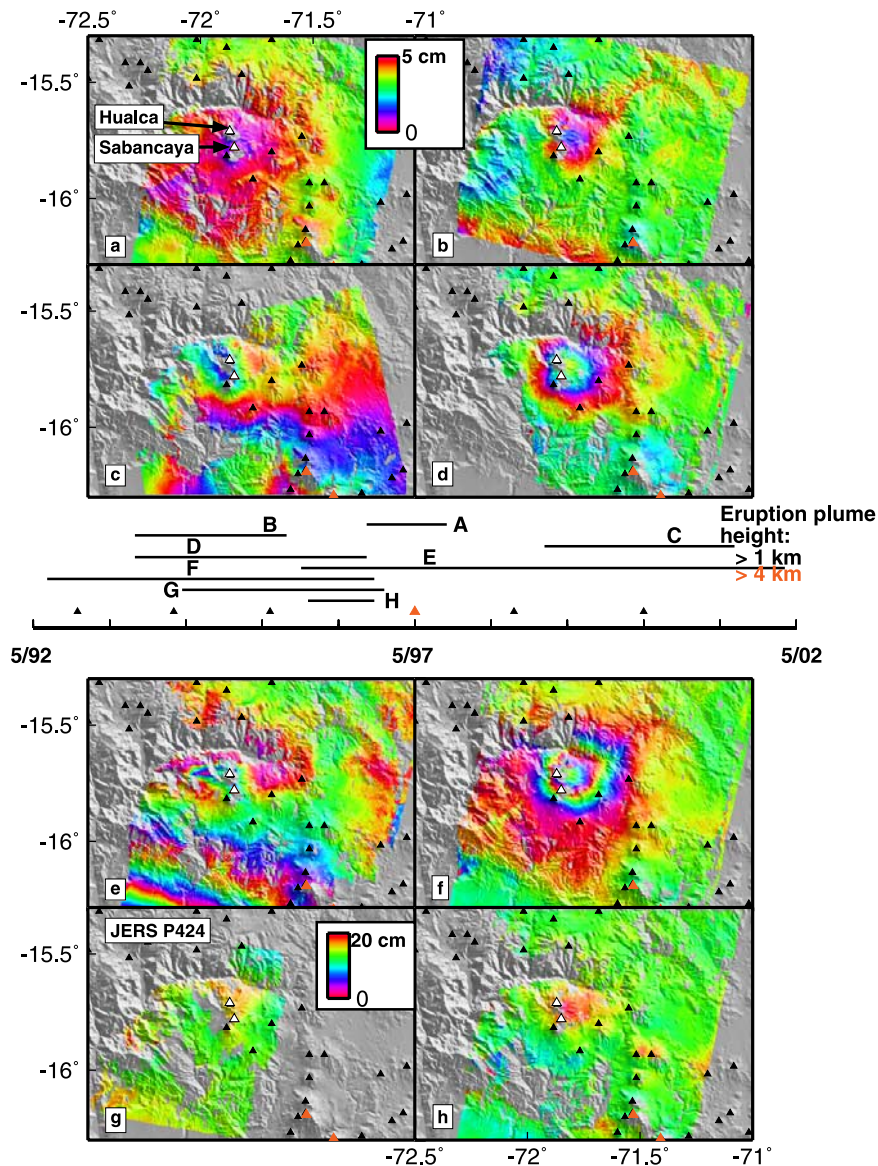 -72.5° -72° -71.5° -71°
5 cm
0
-15.5°
Hualca
Sabancaya
-16°
a
b
-15.5°
-16°
c
d
B
A
Eruption plume
height:
C
D
> 1 km
E
> 4 km
F
G
H
5/92
5/97
5/02
-15.5°
-16°
e
f
JERS P424
20 cm
0
-15.5°
-16°
g
h
-72.5° -72° -71.5° -71°